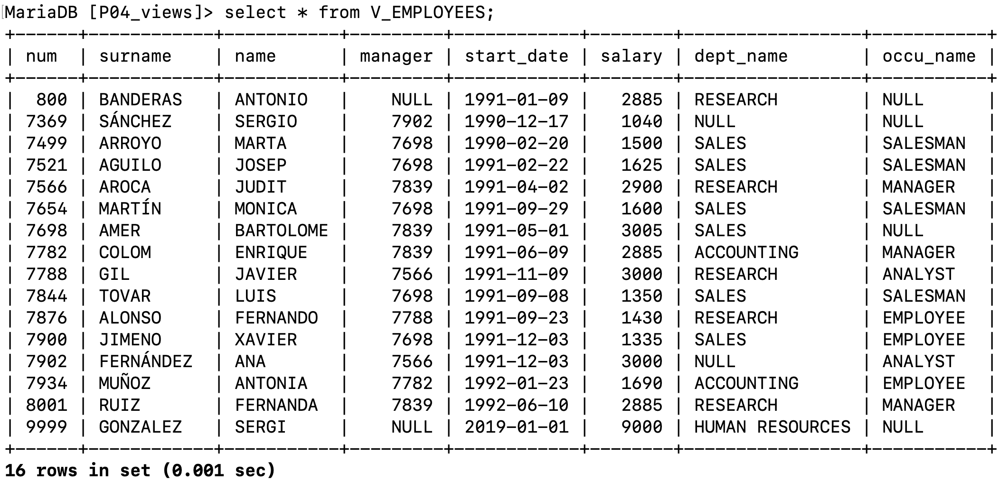 MariaDB [P04_views]> select * from V_EMPLOYEES;
+------+------------+-----------+---------+------------+--------+-----------------+-----------+
| num  | surname    | name      | manager | start_date | salary | dept_name       | occu_name |
+------+------------+-----------+---------+------------+--------+-----------------+-----------+
|  800 | BANDERAS   | ANTONIO   |    NULL | 1991-01-09 |   2885 | RESEARCH        | NULL      |
| 7369 | SÁNCHEZ    | SERGIO    |    7902 | 1990-12-17 |   1040 | NULL            | NULL      |
| 7499 | ARROYO     | MARTA     |    7698 | 1990-02-20 |   1500 | SALES           | SALESMAN  |
| 7521 | AGUILO     | JOSEP     |    7698 | 1991-02-22 |   1625 | SALES           | SALESMAN  |
| 7566 | AROCA      | JUDIT     |    7839 | 1991-04-02 |   2900 | RESEARCH        | MANAGER   |
| 7654 | MARTÍN     | MONICA    |    7698 | 1991-09-29 |   1600 | SALES           | SALESMAN  |
| 7698 | AMER       | BARTOLOME |    7839 | 1991-05-01 |   3005 | SALES           | NULL      |
| 7782 | COLOM      | ENRIQUE   |    7839 | 1991-06-09 |   2885 | ACCOUNTING      | MANAGER   |
| 7788 | GIL        | JAVIER    |    7566 | 1991-11-09 |   3000 | RESEARCH        | ANALYST   |
| 7844 | TOVAR      | LUIS      |    7698 | 1991-09-08 |   1350 | SALES           | SALESMAN  |
| 7876 | ALONSO     | FERNANDO  |    7788 | 1991-09-23 |   1430 | RESEARCH        | EMPLOYEE  |
| 7900 | JIMENO     | XAVIER    |    7698 | 1991-12-03 |   1335 | SALES           | EMPLOYEE  |
| 7902 | FERNÁNDEZ  | ANA       |    7566 | 1991-12-03 |   3000 | NULL            | ANALYST   |
| 7934 | MUÑOZ      | ANTONIA   |    7782 | 1992-01-23 |   1690 | ACCOUNTING      | EMPLOYEE  |
| 8001 | RUIZ       | FERNANDA  |    7839 | 1992-06-10 |   2885 | RESEARCH        | MANAGER   |
| 9999 | GONZALEZ   | SERGI     |    NULL | 2019-01-01 |   9000 | HUMAN RESOURCES | NULL      |
+------+------------+-----------+---------+------------+--------+-----------------+-----------+
16 rows in set (0.001 sec)